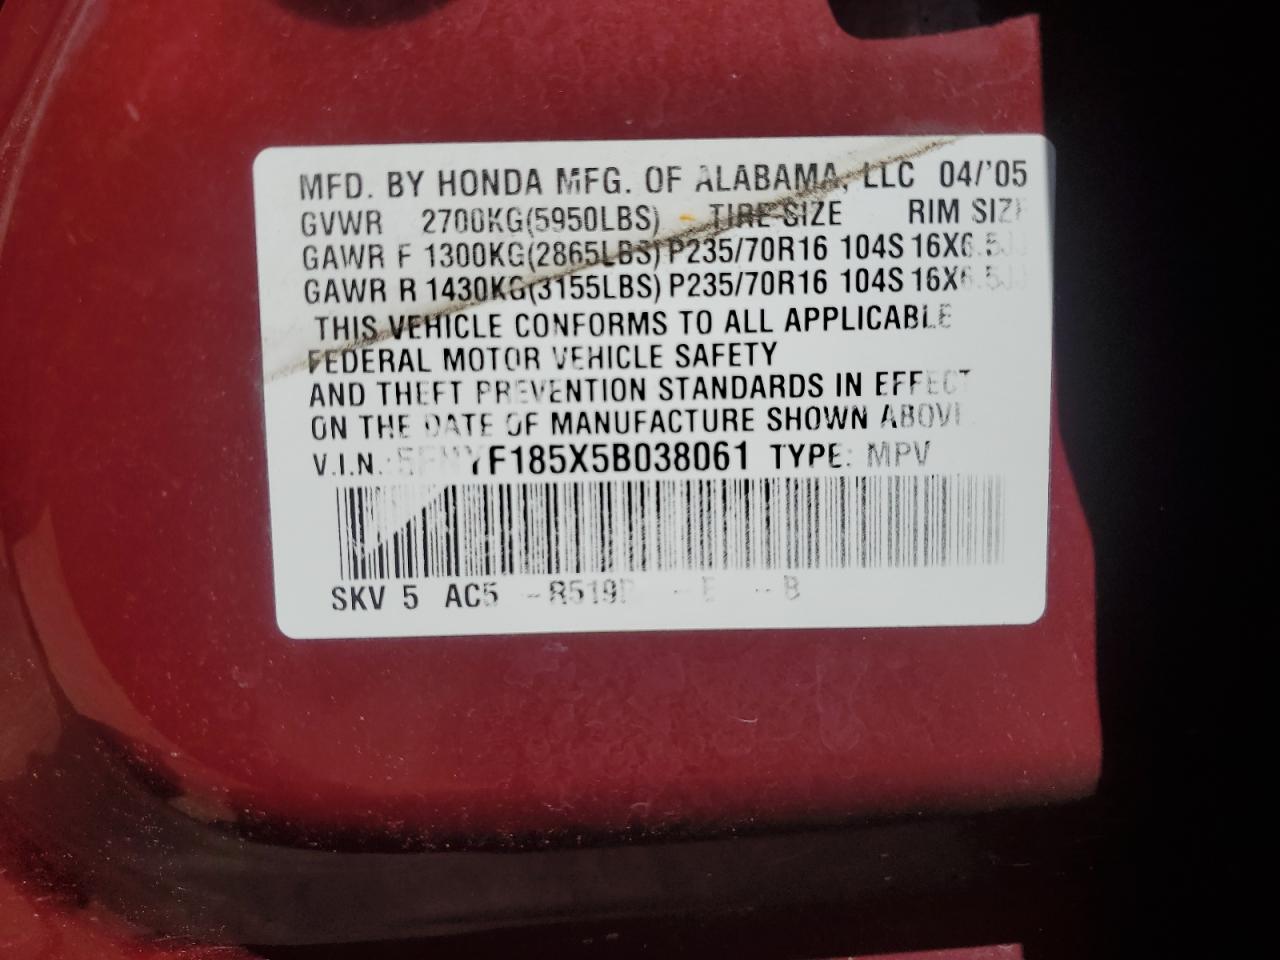 MFD. BY HONDA MFG. OF ALABAMA, LLC 04/'05
GVWR 2700KG(5950LBS) TIRE SIZE RIM SIZE
GAWR F 1300KG(2865LBS) P235/70R16 104S 16X6.5JJ
GAWR R 1430KG(3155LBS) P235/70R16 104S 16X6.5JJ
THIS VEHICLE CONFORMS TO ALL APPLICABLE
FEDERAL MOTOR VEHICLE SAFETY
AND THEFT PREVENTION STANDARDS IN EFFECT
ON THE DATE OF MANUFACTURE SHOWN ABOVE.
V.I.N.: 5FNYF185X5B038061 TYPE: MPV
SKV 5 AC5